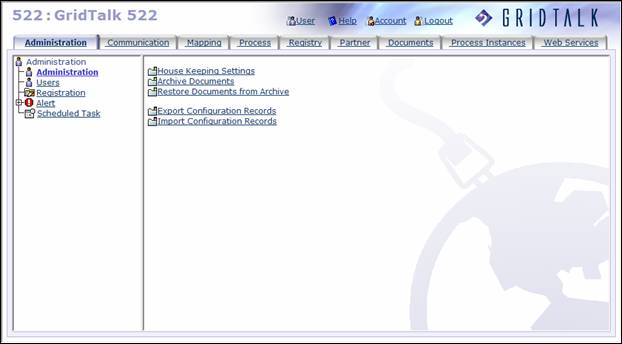 522 : GridTalk 522
User Help Account Logout GRIDTALK
Administration Communication Mapping Process Registry Partner Documents Process Instances Web Services
Administration
Administration
Users
Registration
Alert
Scheduled Task
House Keeping Settings
Archive Documents
Restore Documents from Archive
Export Configuration Records
Import Configuration Records